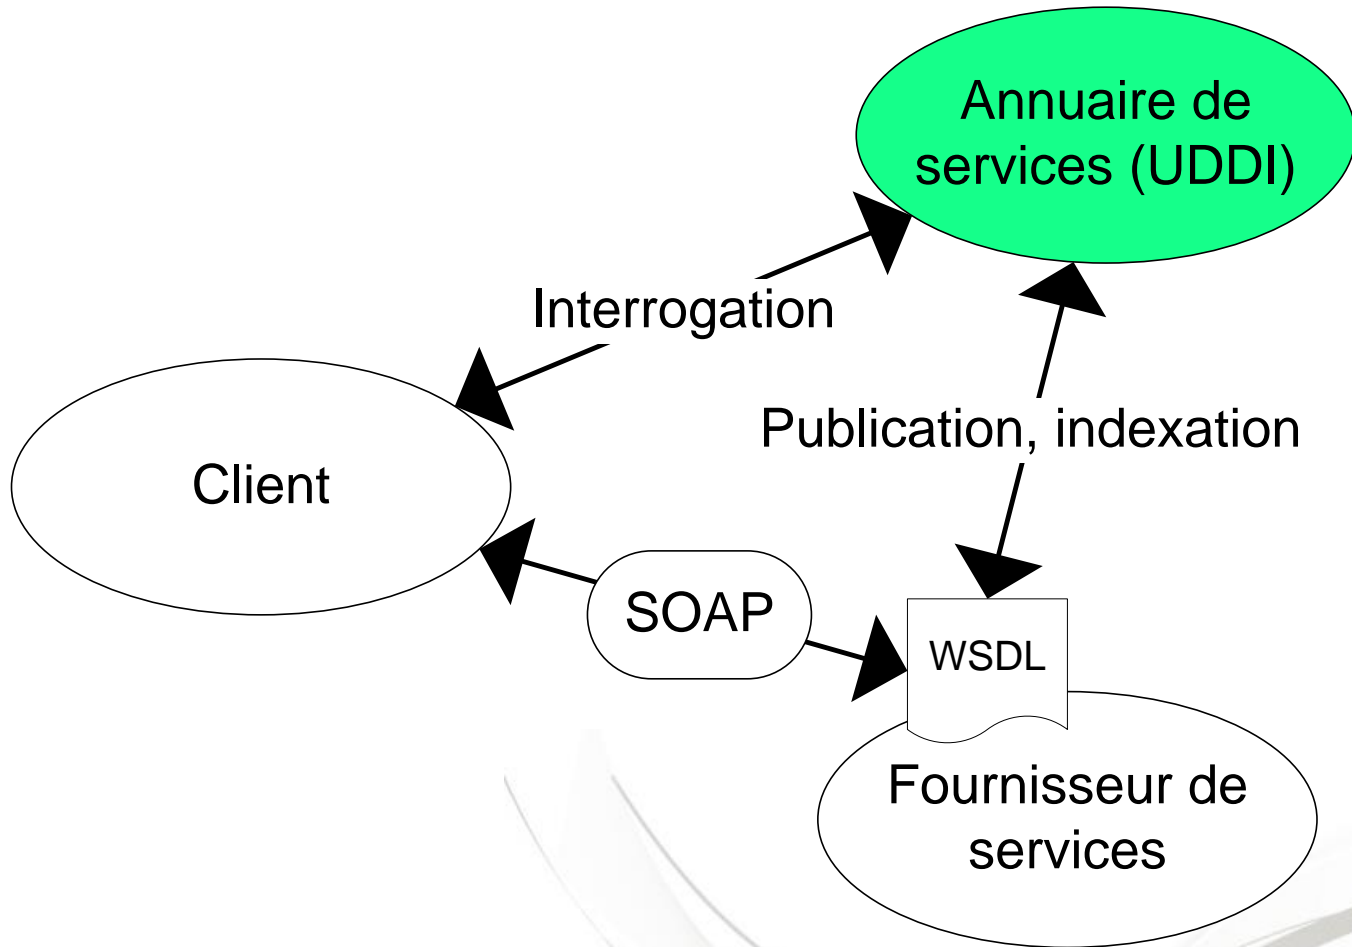 Annuaire de
services (UDDI)
Interrogation
Publication, indexation
Client
SOAP
WSDL
Fournisseur de
services